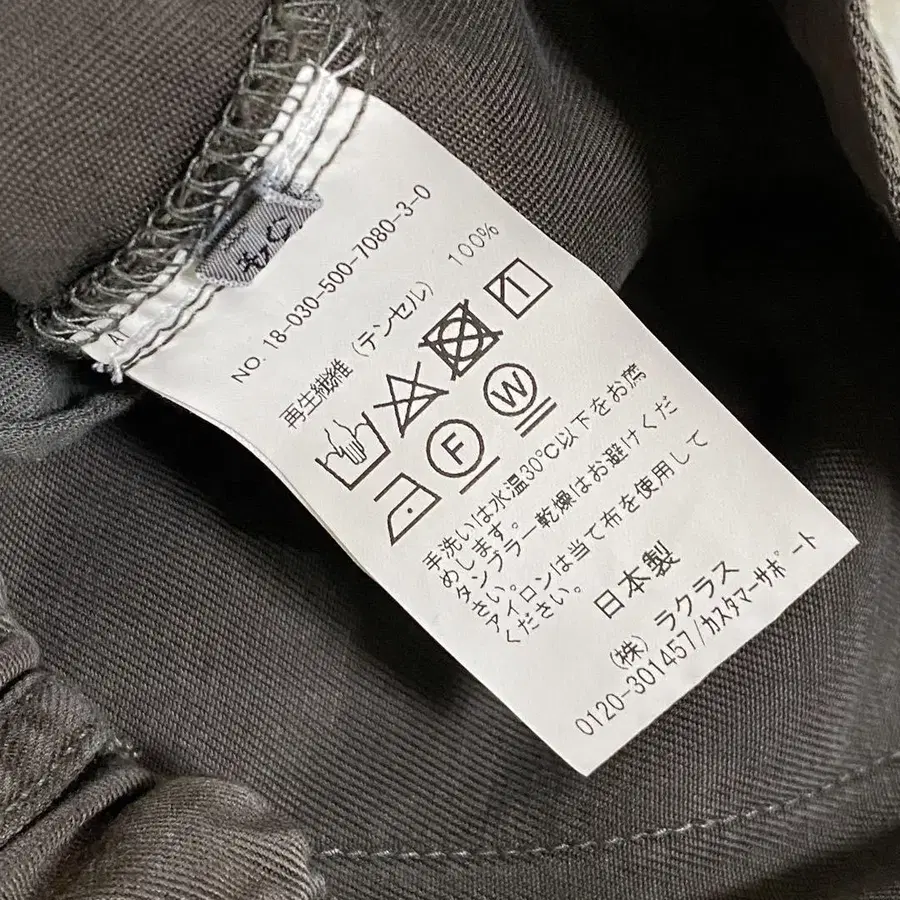 NO. 18-030-500-7080-3-0
再生繊維（テンセル） 100%
F W
手洗いは水温30℃以下をお薦
めします。
タンブラー乾燥はお避けくだ
さい。
アイロンは当て布を使用して
ください。
日本製
（株）ラクラス
0120-301457/カスタマーサポート
A